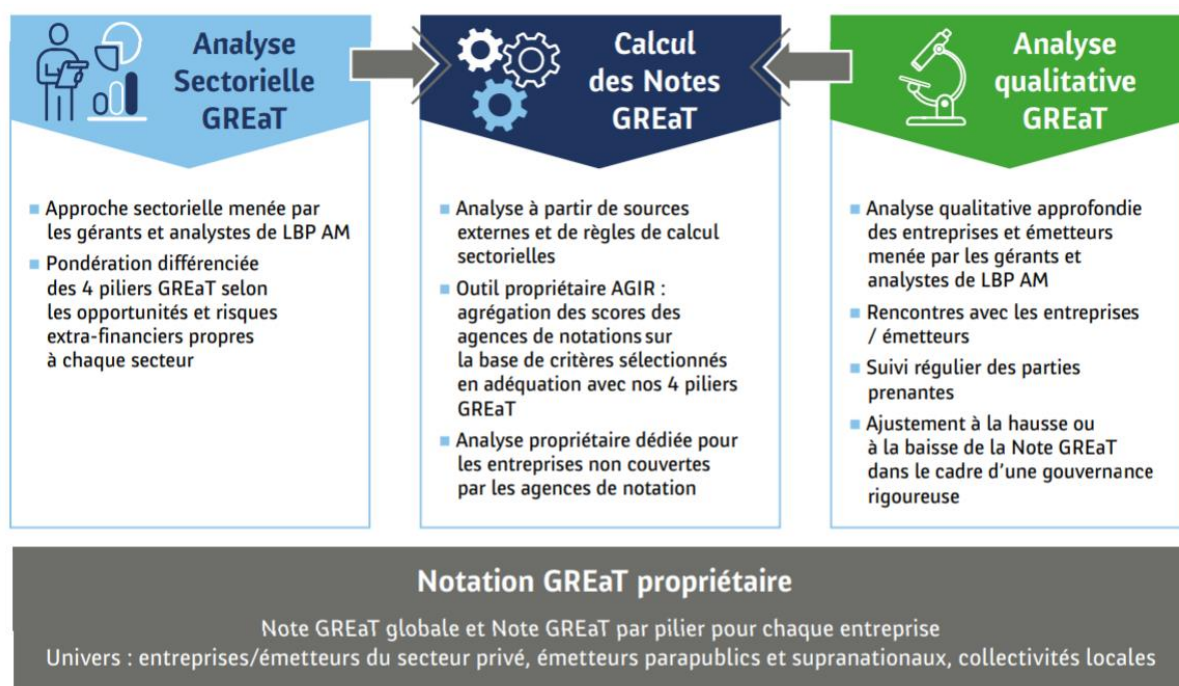 Analyse
Sectorielle
GREaT
Approche sectorielle menée par
les gérants et analystes de LBP AM
Pondération différenciée
des 4 piliers GREaT selon
les opportunités et risques
extra-financiers propres
à chaque secteur
Calcul
des Notes
GREaT
Analyse à partir de sources
externes et de règles de calcul
sectorielles
Outil propriétaire AGIR :
agrégation des scores des
agences de notations sur
la base de critères sélectionnés
en adéquation avec nos 4 piliers
GREaT
Analyse propriétaire dédiée pour
les entreprises non couvertes
par les agences de notation
Analyse
qualitative
GREaT
Analyse qualitative approfondie
des entreprises et émetteurs
menée par les gérants et
analystes de LBP AM
Rencontres avec les entreprises
/ émetteurs
Suivi régulier des parties
prenantes
Ajustement à la hausse ou
à la baisse de la Note GREaT
dans le cadre d’une gouvernance
rigoureuse
Notation GREaT propriétaire
Note GREaT globale et Note GREaT par pilier pour chaque entreprise
Univers : entreprises/émetteurs du secteur privé, émetteurs parapublics et supranationaux, collectivités locales